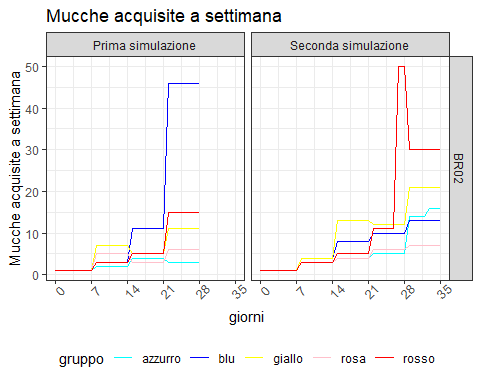 Mucche acquisite a settimana
Prima simulazione
Seconda simulazione
Mucche acquisite a settimana
50
40
30
20
10
0
BR02
0 7 14 21 28 35
0 7 14 21 28 35
giorni
gruppo azzurro blu giallo rosa rosso